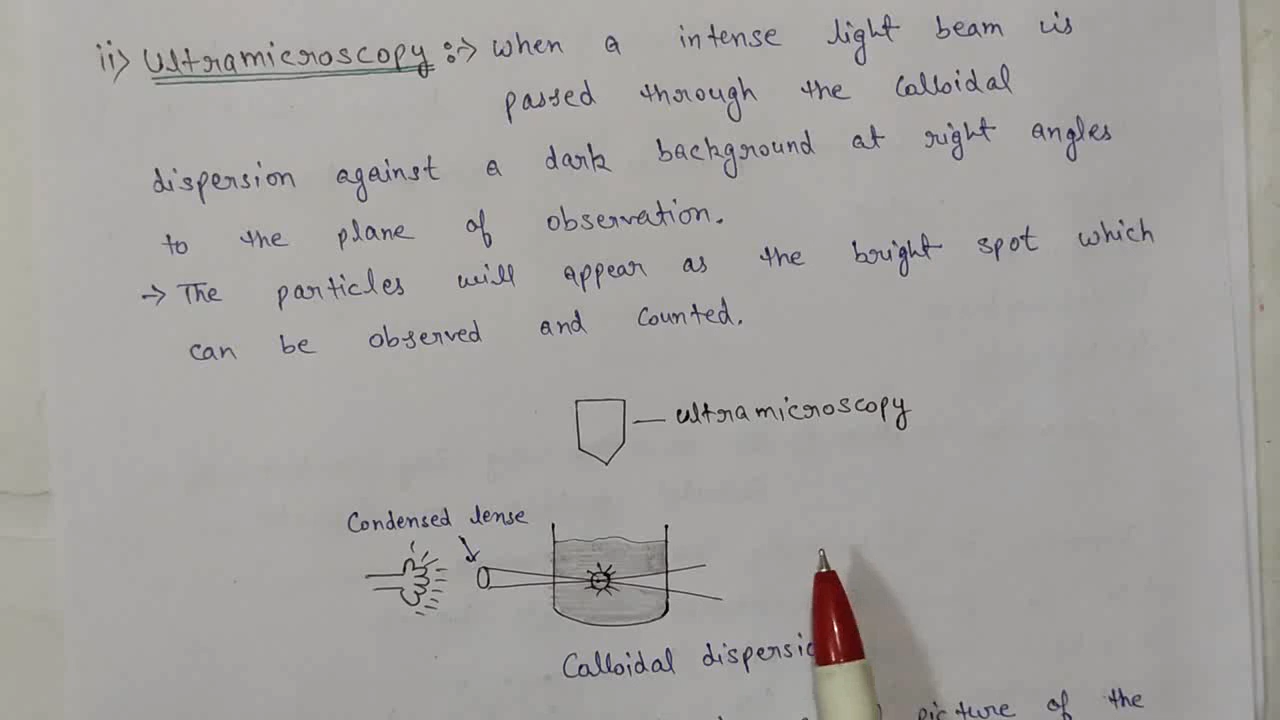 ii) Ultramicroscopy :→ When a intense light beam is
passed through the Calloidal
dispersion against a dark background at right angles
to the plane of observation.
→ The particles will appear as the bright spot which
can be observed and counted.
— ultramicroscopy
Condensed lense
Calloidal dispersi
picture of the